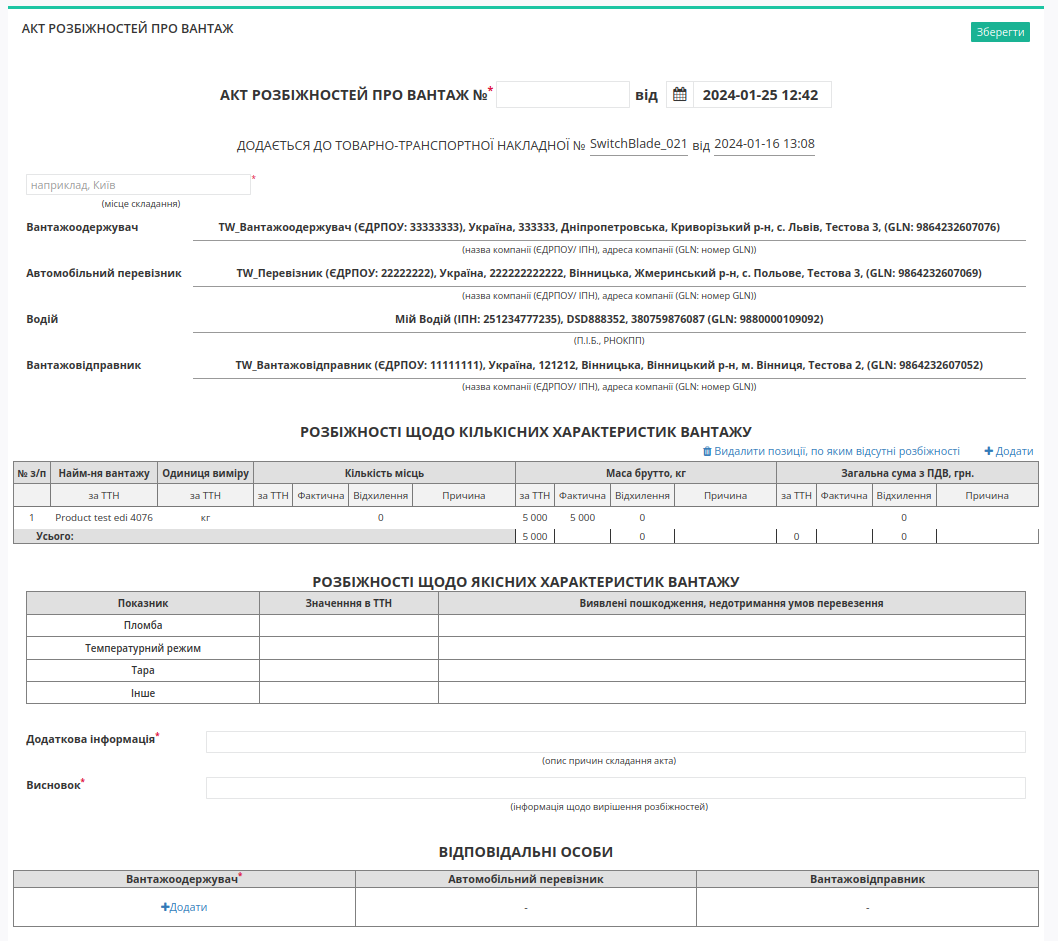 АКТ РОЗБІЖНОСТЕЙ ПРО ВАНТАЖ
Зберегти
АКТ РОЗБІЖНОСТЕЙ ПРО ВАНТАЖ №* від 2024-01-25 12:42
ДОДАЄТЬСЯ ДО ТОВАРНО-ТРАНСПОРТНОЇ НАКЛАДНОЇ № SwitchBlade_021 від 2024-01-16 13:08
наприклад, Київ *
(місце складання)
Вантажоодержувач TW_Вантажоодержувач (ЄДРПОУ: 33333333), Україна, 333333, Дніпропетровська, Криворізький р-н, с. Львів, Тестова 3, (GLN: 9864232607076)
(назва компанії (ЄДРПОУ/ ІПН), адреса компанії (GLN: номер GLN))
Автомобільний перевізник TW_Перевізник (ЄДРПОУ: 22222222), Україна, 222222222222, Вінницька, Жмеринський р-н, с. Польове, Тестова 3, (GLN: 9864232607069)
(назва компанії (ЄДРПОУ/ ІПН), адреса компанії (GLN: номер GLN))
Водій Мій Водій (ІПН: 251234777235), DSD888352, 380759876087 (GLN: 9880000109092)
(П.І.Б., РНОКПП)
Вантажовідправник TW_Вантажовідправник (ЄДРПОУ: 11111111), Україна, 121212, Вінницька, Вінницький р-н, м. Вінниця, Тестова 2, (GLN: 9864232607052)
(назва компанії (ЄДРПОУ/ ІПН), адреса компанії (GLN: номер GLN))
РОЗБІЖНОСТІ ЩОДО КІЛЬКІСНИХ ХАРАКТЕРИСТИК ВАНТАЖУ
Видалити позиції, по яким відсутні розбіжності Додати
№ з/п Найм-ня вантажу Одиниця виміру Кількість місць Маса брутто, кг Загальна сума з ПДВ, грн.
за ТТН за ТТН за ТТН Фактична Відхилення Причина за ТТН Фактична Відхилення Причина за ТТН Фактична Відхилення Причина
1 Product test edi 4076 кг 0 5 000 5 000 0 0
Усього: 5 000 0 0 0
РОЗБІЖНОСТІ ЩОДО ЯКІСНИХ ХАРАКТЕРИСТИК ВАНТАЖУ
Показник Значенння в ТТН Виявлені пошкодження, недотримання умов перевезення
Пломба
Температурний режим
Тара
Інше
Додаткова інформація*
(опис причин складання акта)
Висновок*
(інформація щодо вирішення розбіжностей)
ВІДПОВІДАЛЬНІ ОСОБИ
Вантажоодержувач* Автомобільний перевізник Вантажовідправник
Додати - -